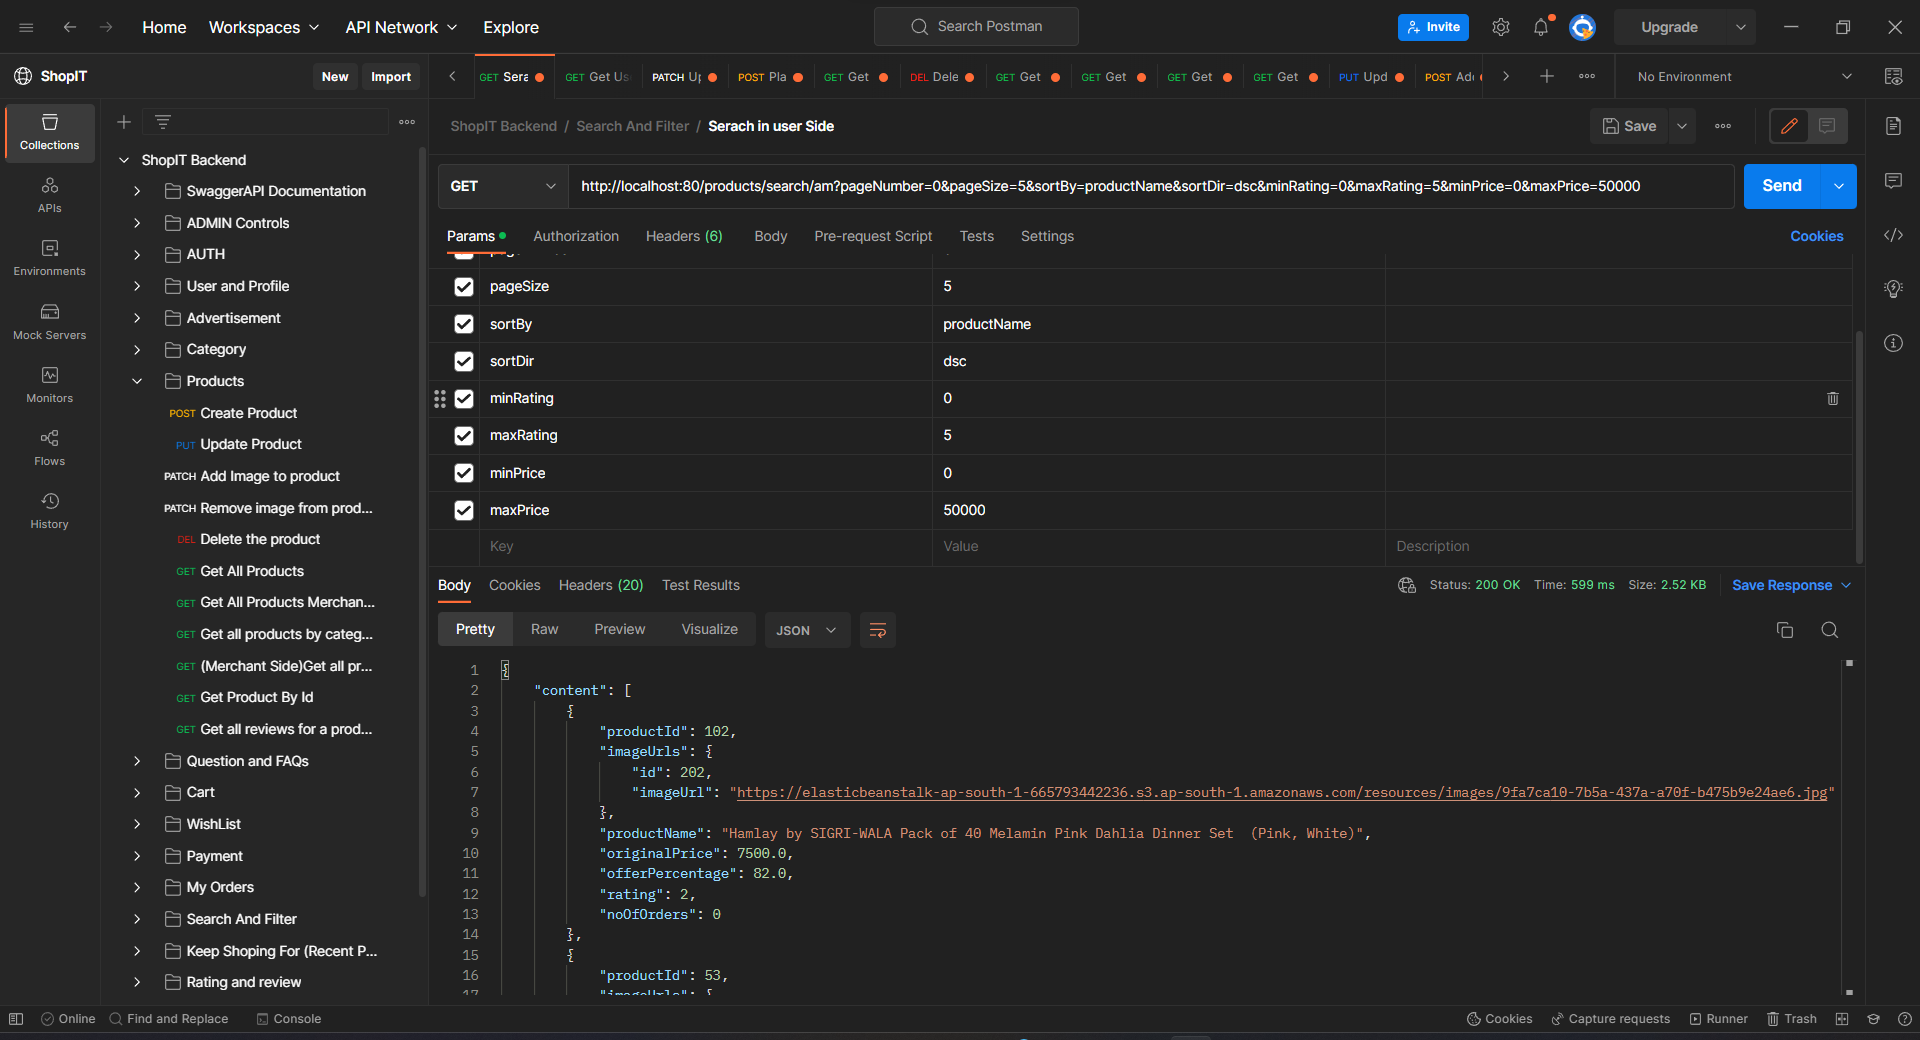 Home Workspaces API Network Explore Search Postman Invite Upgrade
ShopIT New Import GET Sera GET Get Us PATCH U POST Pla GET Get DEL Dele GET Get GET Get GET Get GET Get PUT Upd POST Ad No Environment
ShopIT Backend / Search And Filter / Serach in user Side Save
GET http://localhost:80/products/search/am?pageNumber=0&pageSize=5&sortBy=productName&sortDir=dsc&minRating=0&maxRating=5&minPrice=0&maxPrice=50000 Send
Params Authorization Headers (6) Body Pre-request Script Tests Settings Cookies
pageSize 5
sortBy productName
sortDir dsc
minRating 0
maxRating 5
minPrice 0
maxPrice 50000
Key Value Description
Collections
APIs
Environments
Mock Servers
Monitors
Flows
History
ShopIT Backend
SwaggerAPI Documentation
ADMIN Controls
AUTH
User and Profile
Advertisement
Category
Products
POST Create Product
PUT Update Product
PATCH Add Image to product
PATCH Remove image from prod...
DEL Delete the product
GET Get All Products
GET Get All Products Merchan...
GET Get all products by categ...
GET (Merchant Side)Get all pr...
GET Get Product By Id
GET Get all reviews for a prod...
Question and FAQs
Cart
WishList
Payment
My Orders
Search And Filter
Keep Shoping For (Recent P...
Rating and review
Body Cookies Headers (20) Test Results Status: 200 OK Time: 599 ms Size: 2.52 KB Save Response
Pretty Raw Preview Visualize JSON
1 {
2 "content": [
3 {
4 "productId": 102,
5 "imageUrls": {
6 "id": 202,
7 "imageUrl": "https://elasticbeanstalk-ap-south-1-665793442236.s3.ap-south-1.amazonaws.com/resources/images/9fa7ca10-7b5a-437a-a70f-b475b9e24ae6.jpg"
8 },
9 "productName": "Hamlay by SIGRI-WALA Pack of 40 Melamin Pink Dahlia Dinner Set  (Pink, White)",
10 "originalPrice": 7500.0,
11 "offerPercentage": 82.0,
12 "rating": 2,
13 "noOfOrders": 0
14 },
15 {
16 "productId": 53,
17 "imageUrls": {
Online Find and Replace Console Cookies Capture requests Runner Trash